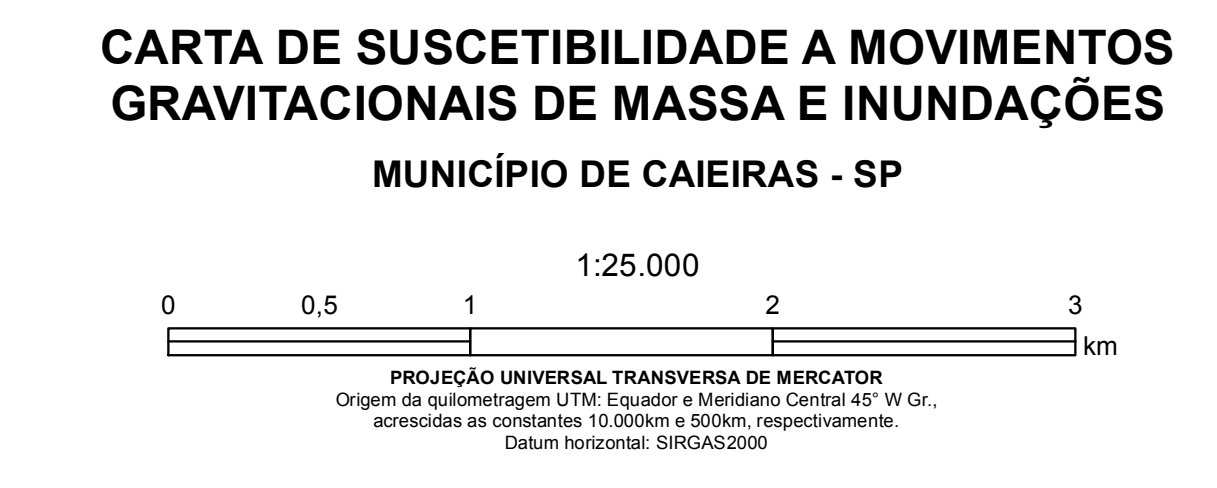 CARTA DE SUSCETIBILIDADE A MOVIMENTOS
GRAVITACIONAIS DE MASSA E INUNDAÇÕES
MUNICÍPIO DE CAIEIRAS - SP
1:25.000
0 0,5 1 2 3
km
PROJEÇÃO UNIVERSAL TRANSVERSA DE MERCATOR
Origem da quilometragem UTM: Equador e Meridiano Central 45° W Gr.,
acrescidas as constantes 10.000km e 500km, respectivamente.
Datum horizontal: SIRGAS2000